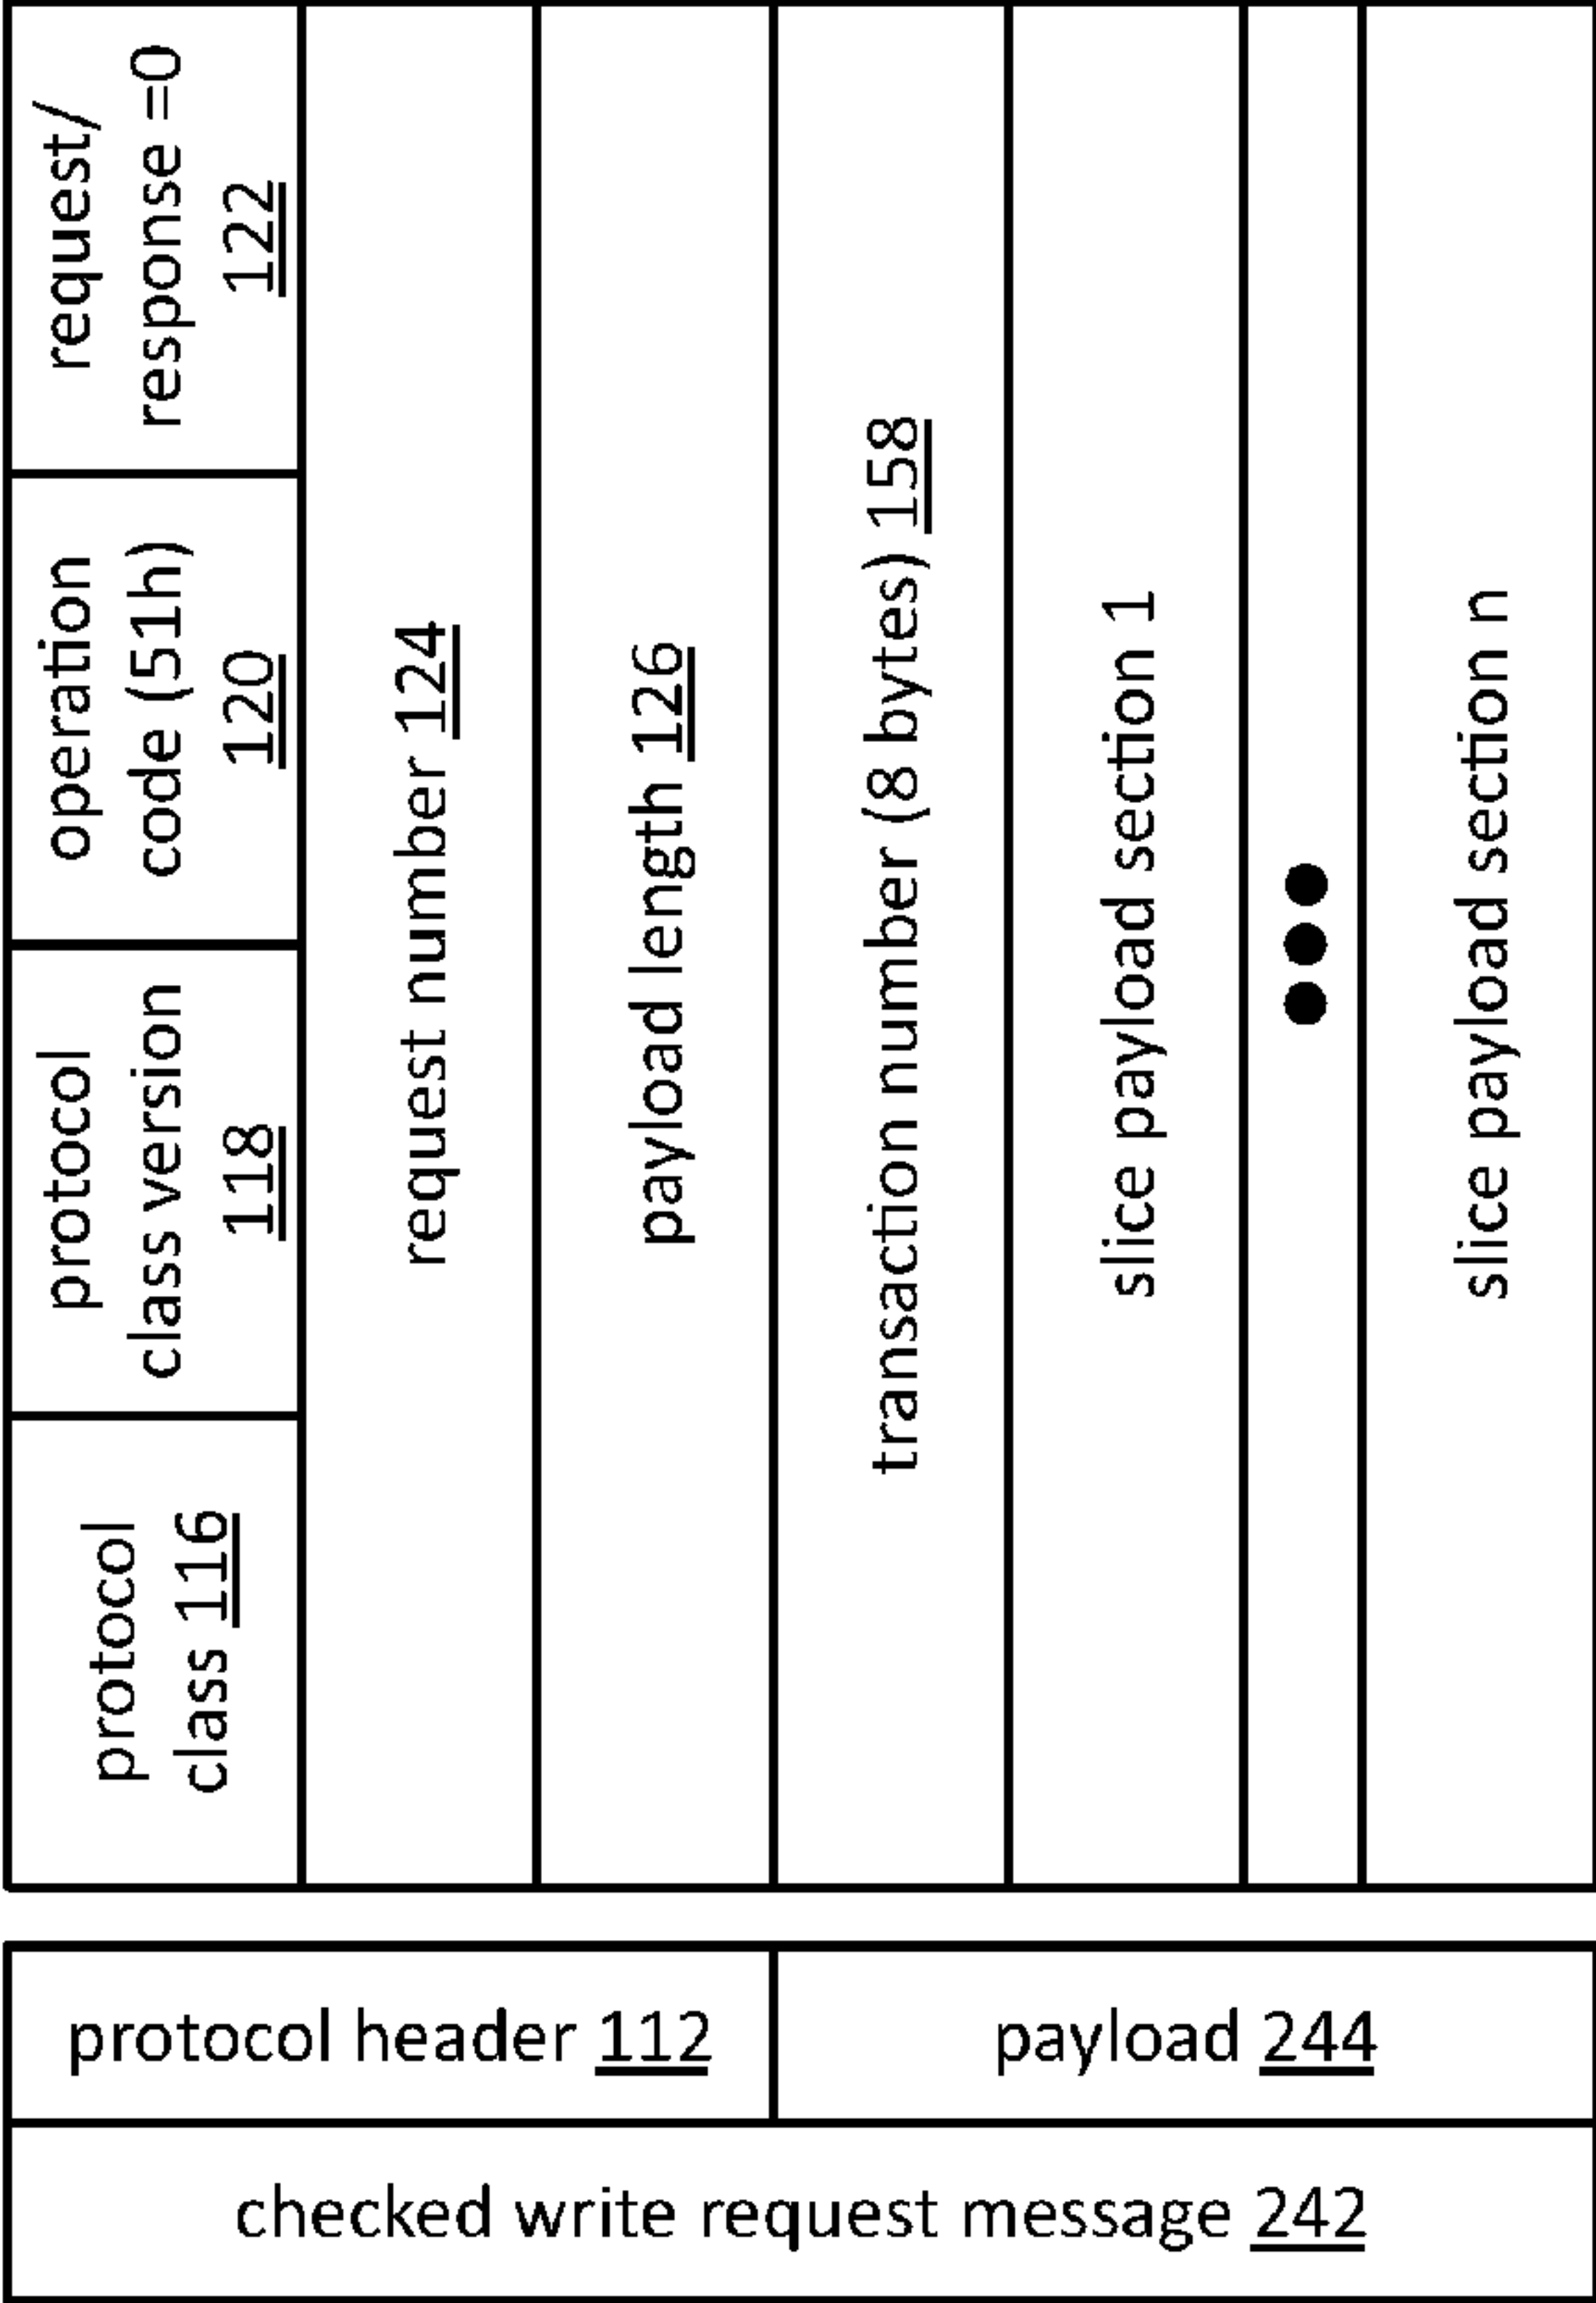 checked write request message 242
protocol header 112
payload 244
protocol
class 116
protocol
class version
118
operation
code (51h)
120
request/
response =0
122
request number 124
payload length 126
transaction number (8 bytes) 158
slice payload section 1
●●●
slice payload section n